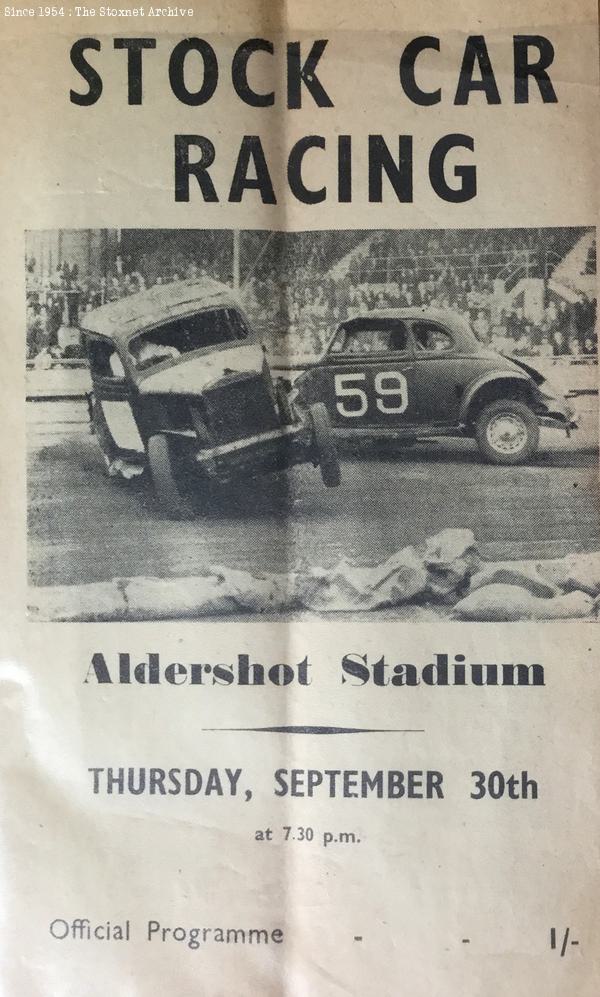 Since 1954 : The Stoxnet Archive
STOCK CAR
RACING
59
Aldershot Stadium
THURSDAY, SEPTEMBER 30th
at 7.30 p.m.
Official Programme - - 1/-